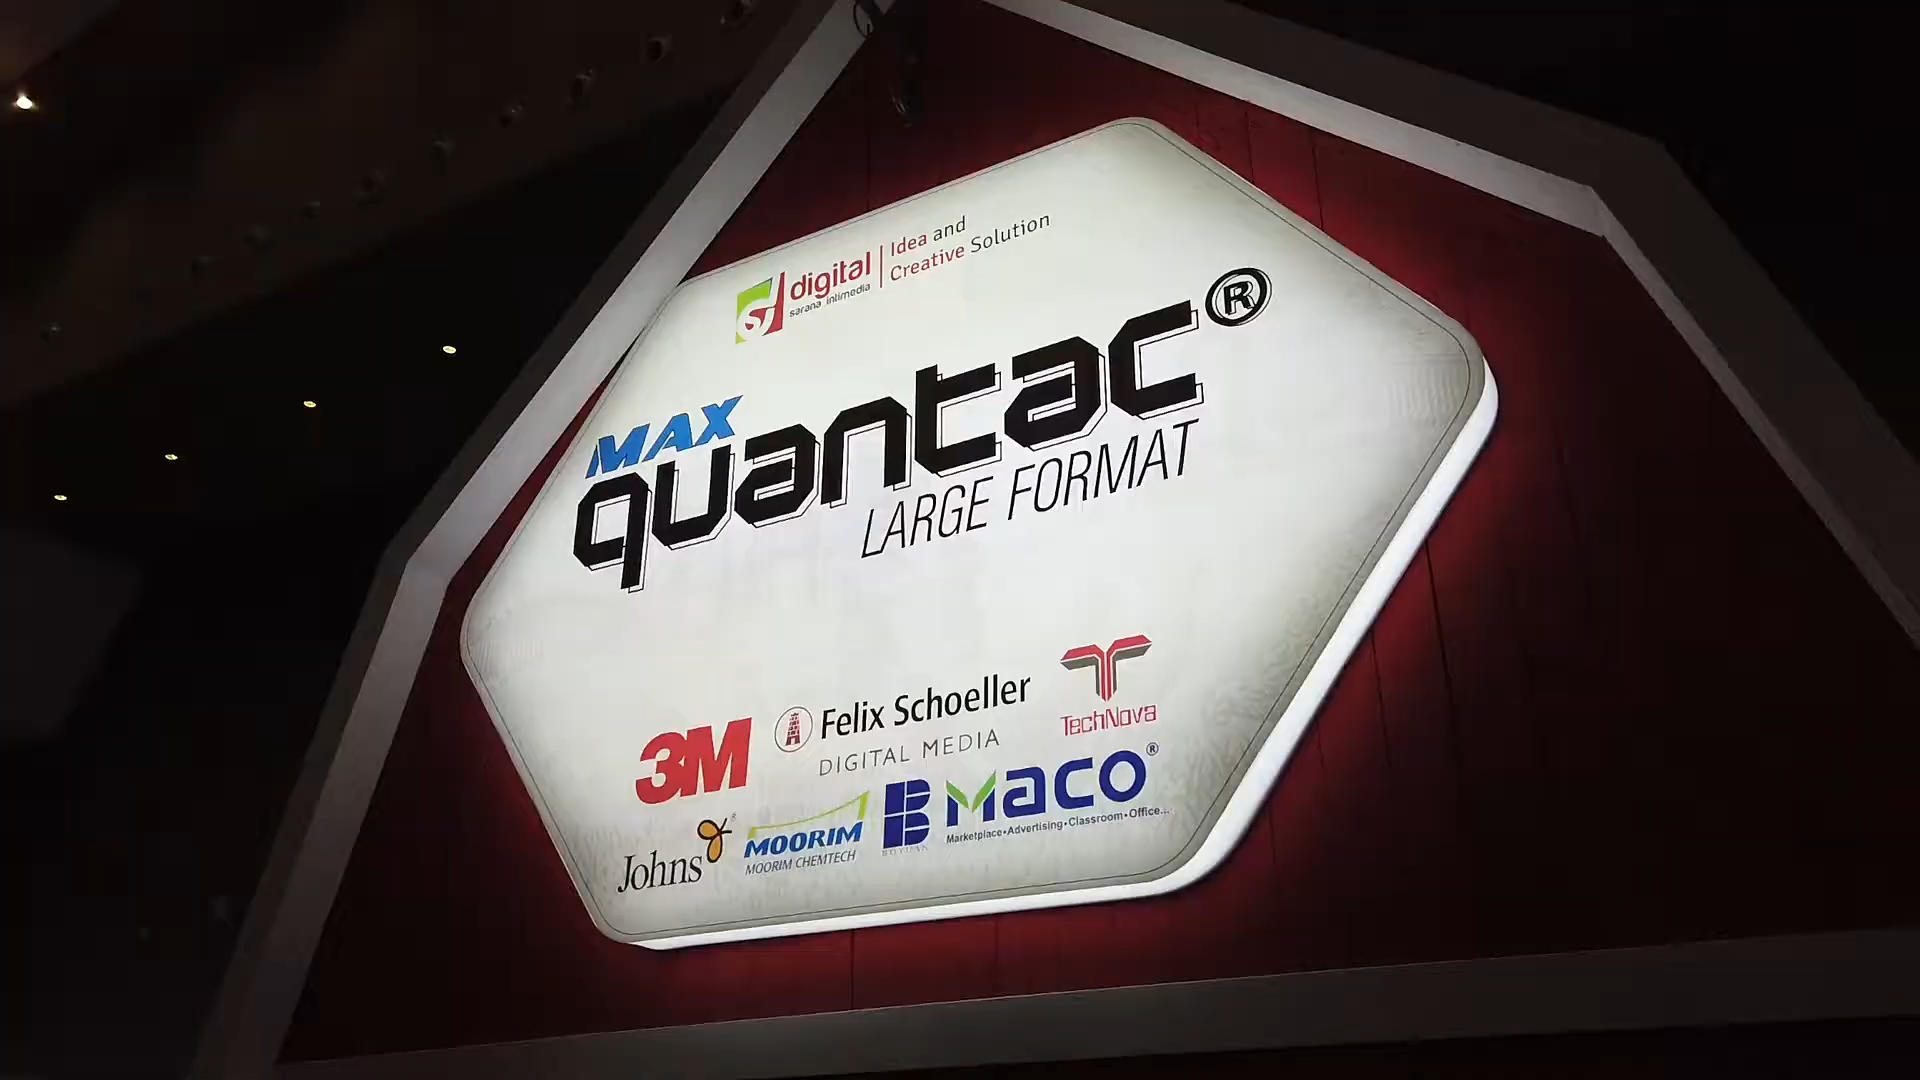 digital
sarana intimedia
Idea and
Creative Solution
MAX
quantac®
LARGE FORMAT
3M
Felix Schoeller
DIGITAL MEDIA
TechNova
Johns®
MOORIM
MOORIM CHEMTECH
BOYUAN
maco®
Marketplace•Advertising•Classroom•Office...